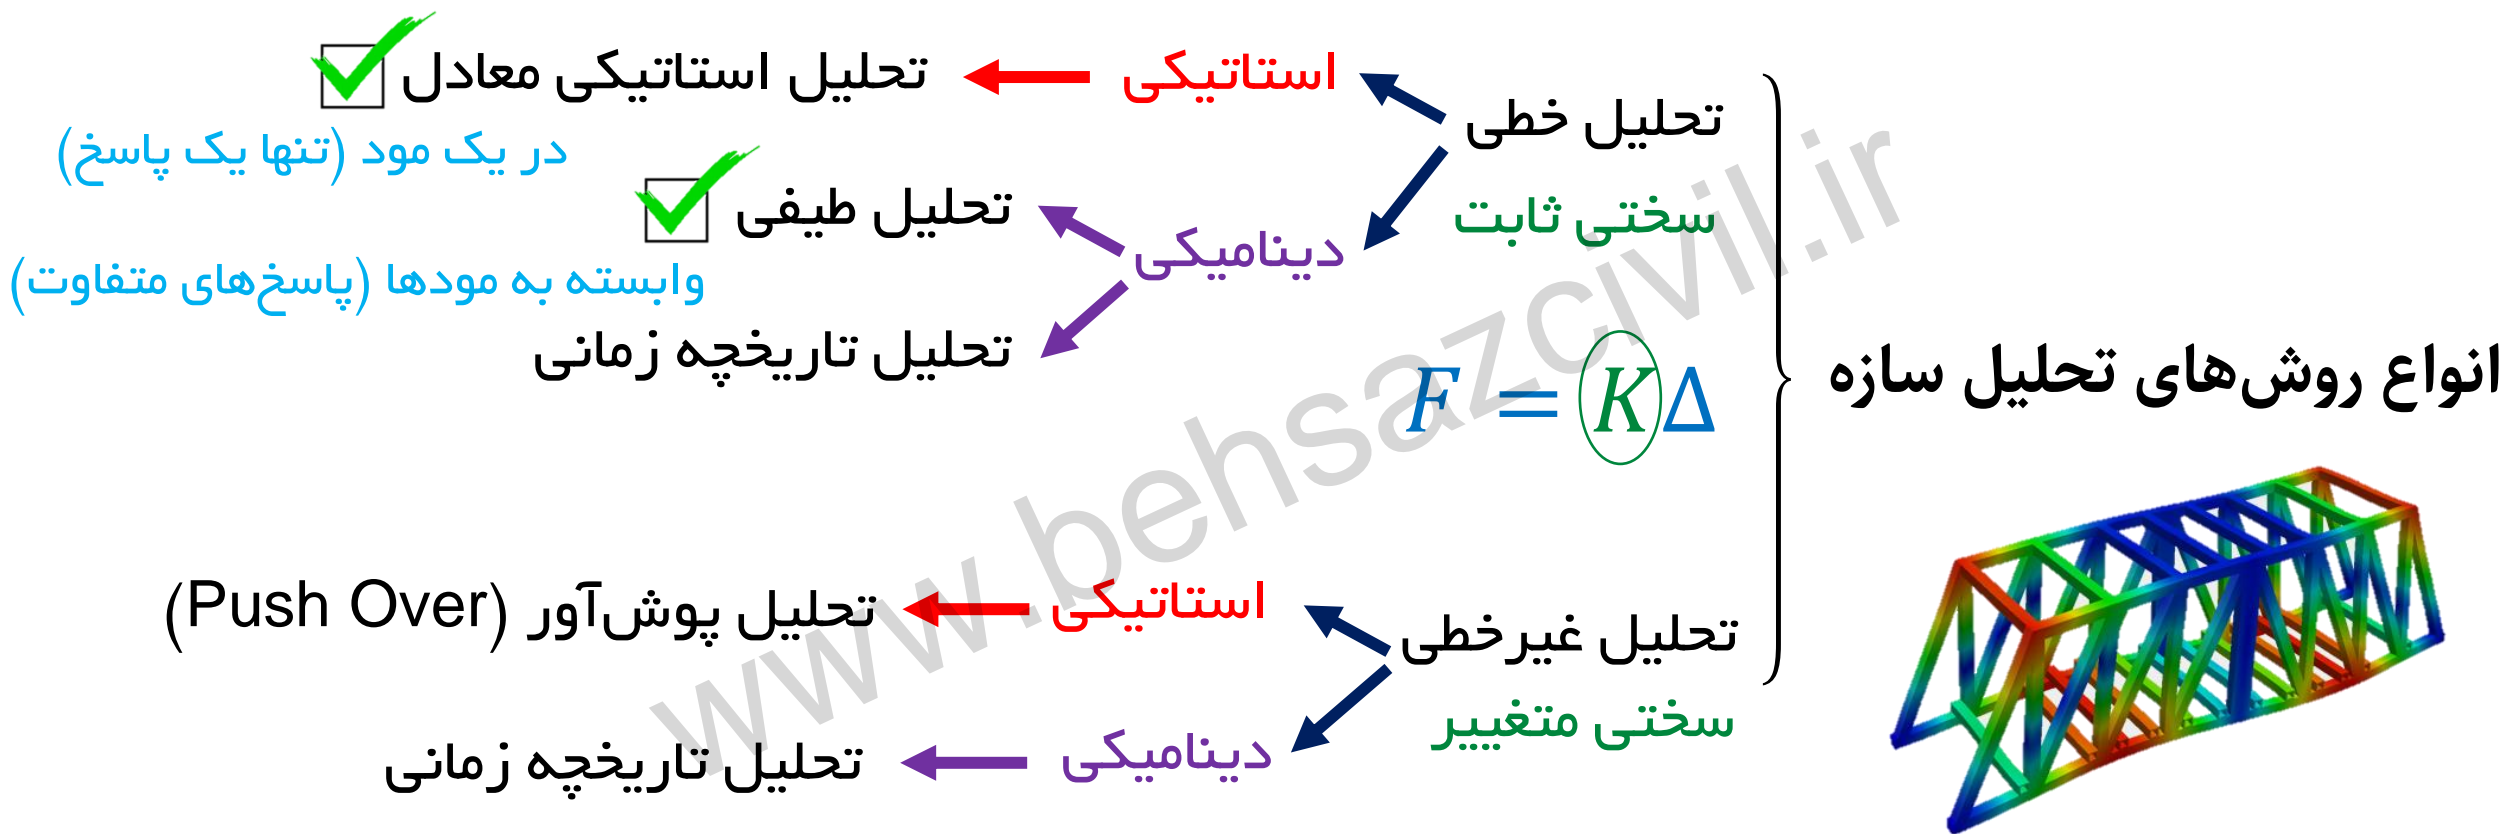 انواع روش‌های تحلیل سازه
تحلیل خطی
سختی ثابت
F = KΔ
استاتیکی
تحلیل استاتیکی معادل
در یک مود (تنها یک پاسخ)
دینامیکی
تحلیل طیفی
وابسته به مودها (پاسخ‌های متفاوت)
تحلیل تاریخچه زمانی
تحلیل غیرخطی
سختی متغییر
استاتیکی
تحلیل پوش‌آور (Push Over)
دینامیکی
تحلیل تاریخچه زمانی
www.behsazcivil.ir